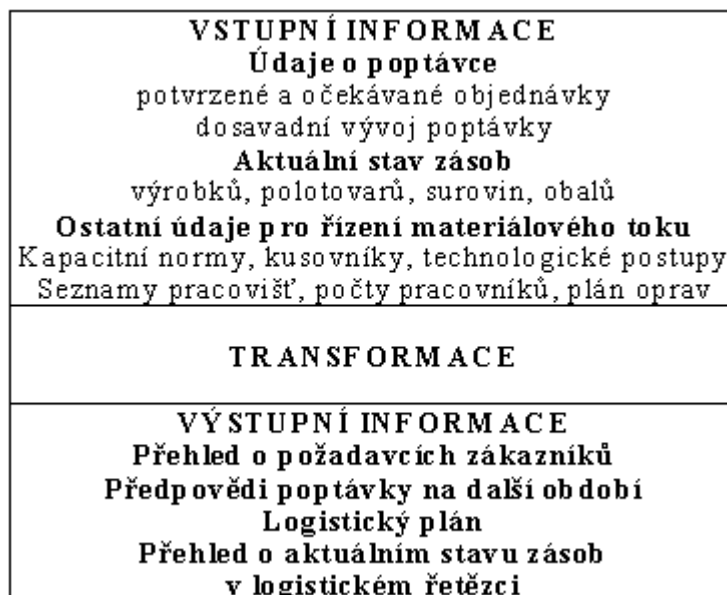 VSTUPNÍ INFORMACE
Údaje o poptávce
potvrzené a očekávané objednávky
dosavadní vývoj poptávky
Aktuální stav zásob
výrobků, polotovarů, surovin, obalů
Ostatní údaje pro řízení materiálového toku
Kapacitní normy, kusovníky, technologické postupy
Seznamy pracovišť, počty pracovníků, plán oprav
TRANSFORMACE
VÝSTUPNÍ INFORMACE
Přehled o požadavcích zákazníků
Předpovědi poptávky na další období
Logistický plán
Přehled o aktuálním stavu zásob
v logistickém řetězci